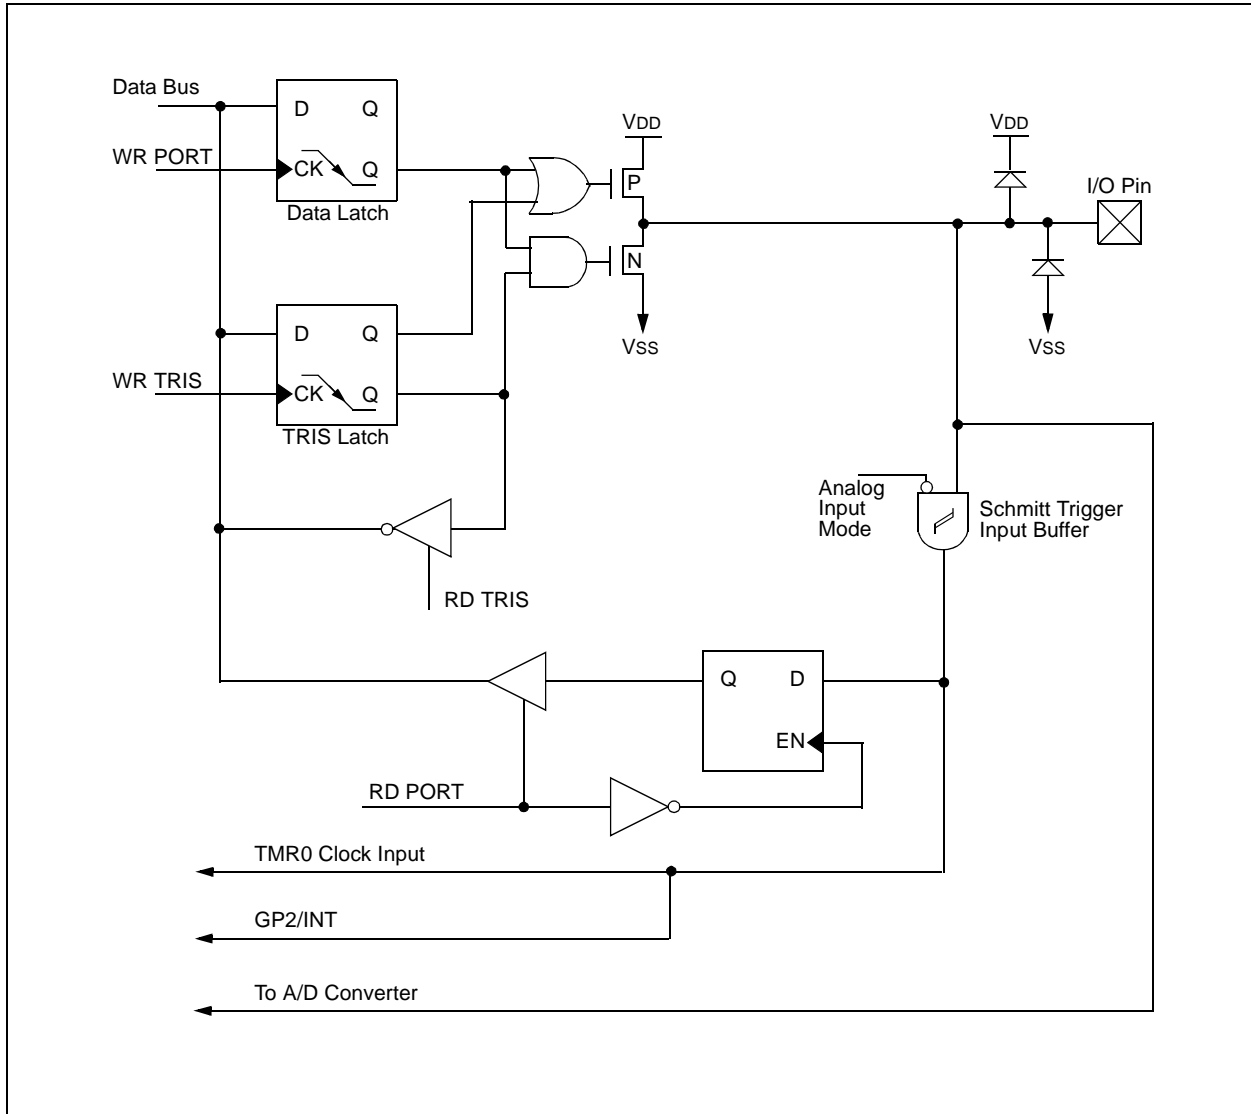 Data Bus
D Q
WR PORT
CK Q
Data Latch
VDD
P
N
VSS
VDD
I/O Pin
VSS
D Q
WR TRIS
CK Q
TRIS Latch
Analog
Input
Mode
Schmitt Trigger
Input Buffer
RD TRIS
Q D
EN
RD PORT
TMR0 Clock Input
GP2/INT
To A/D Converter